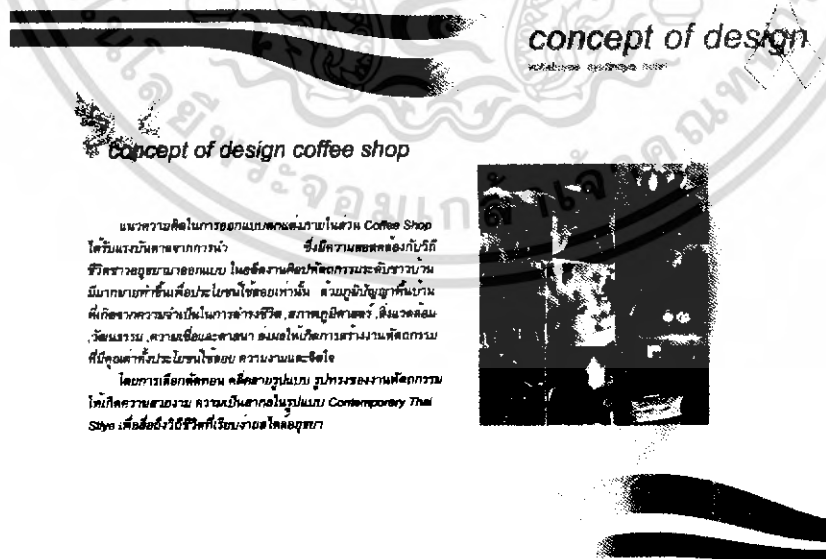 concept of design
concept of design coffee shop
แนวความคิดในการออกแบบตกแต่งภายในส่วน Coffee Shop
ได้รับแรงบันดาลจากการนำ ซึ่งมีความสอดคล้องกับวิถี
ชีวิตชาวอยุธยามาออกแบบ ในอดีตงานศิลปหัตถกรรมระดับชาวบ้าน
มีมากมายทำขึ้นเพื่อประโยชน์ใช้สอยเท่านั้น ด้วยภูมิปัญญาพื้นบ้าน
ที่เกิดจากความจำเป็นในการดำรงชีวิต ,สภาพภูมิศาสตร์ ,สิ่งแวดล้อม
,วัฒนธรรม ,ความเชื่อและศาสนา ส่งผลให้เกิดการสร้างงานหัตถกรรม
ที่มีคุณค่าทั้งประโยชน์ใช้สอย ความงามและจิตใจ
โดยการเลือกตัดทอน คลี่คลายรูปแบบ รูปทรงของงานหัตถกรรม
ให้เกิดความสวยงาม ความเป็นสากลในรูปแบบ Contemporary Thai
Stlye เพื่อสื่อถึงวิถีชีวิตที่เรียบง่ายสไตล์อยุธยา